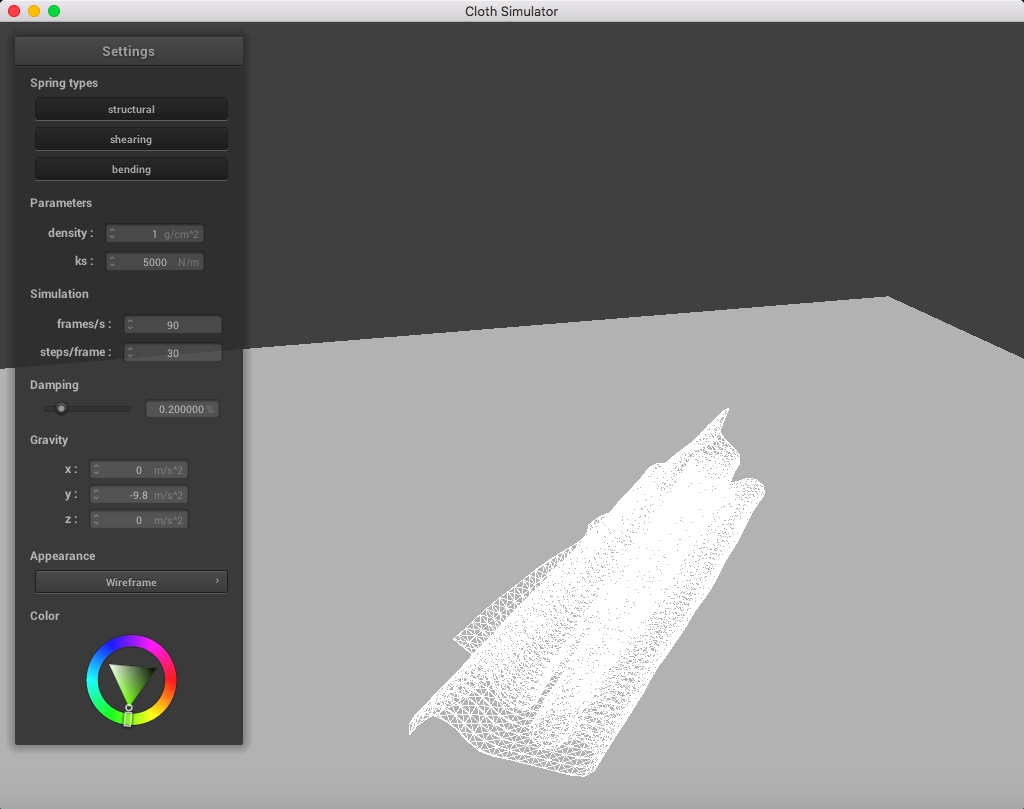 Cloth Simulator
Settings
Spring types
structural
shearing
bending
Parameters
density : 1 g/cm^2
ks : 5000 N/m
Simulation
frames/s : 90
steps/frame : 30
Damping
0.200000 %
Gravity
x : 0 m/s^2
y : -9.8 m/s^2
z : 0 m/s^2
Appearance
Wireframe
Color